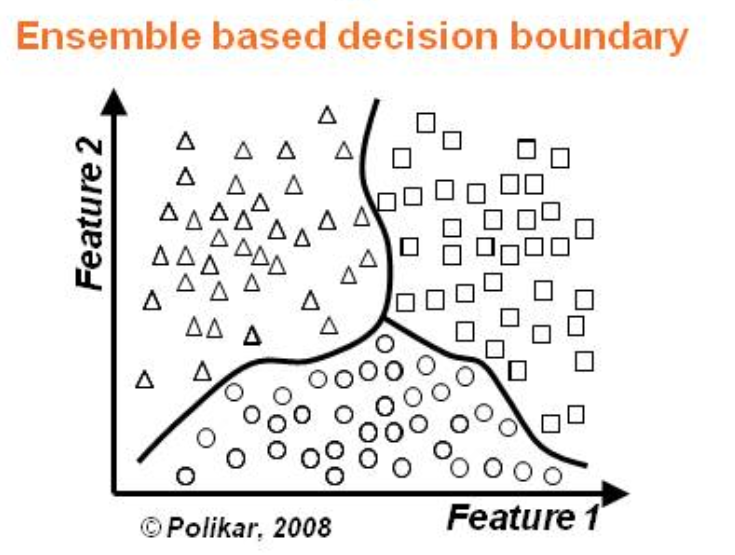 Ensemble based decision boundary
Feature 2
Feature 1
© Polikar, 2008